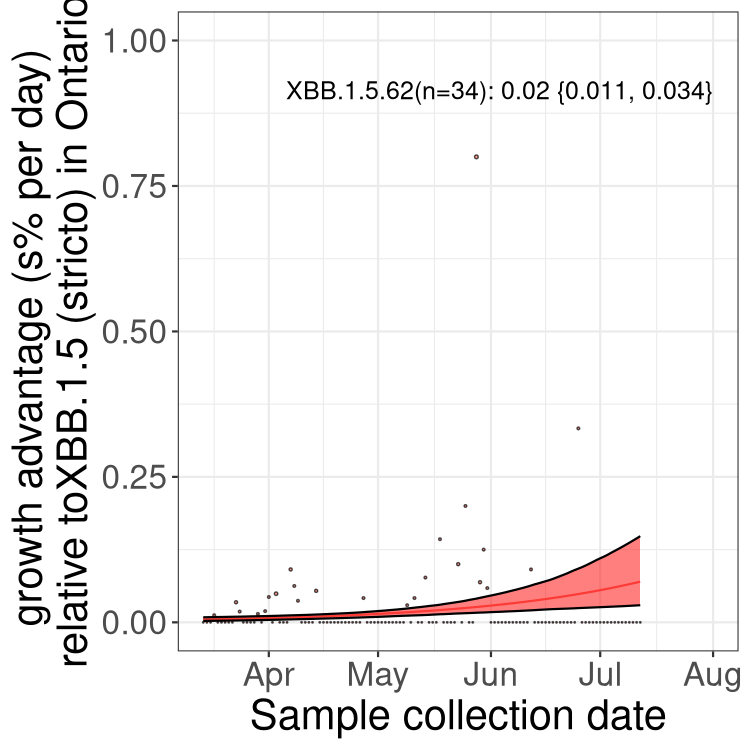 growth advantage (s% per day)
relative toXBB.1.5 (stricto) in Ontario
1.00
0.75
0.50
0.25
0.00
XBB.1.5.62(n=34): 0.02 {0.011, 0.034}
Apr May Jun Jul Aug
Sample collection date